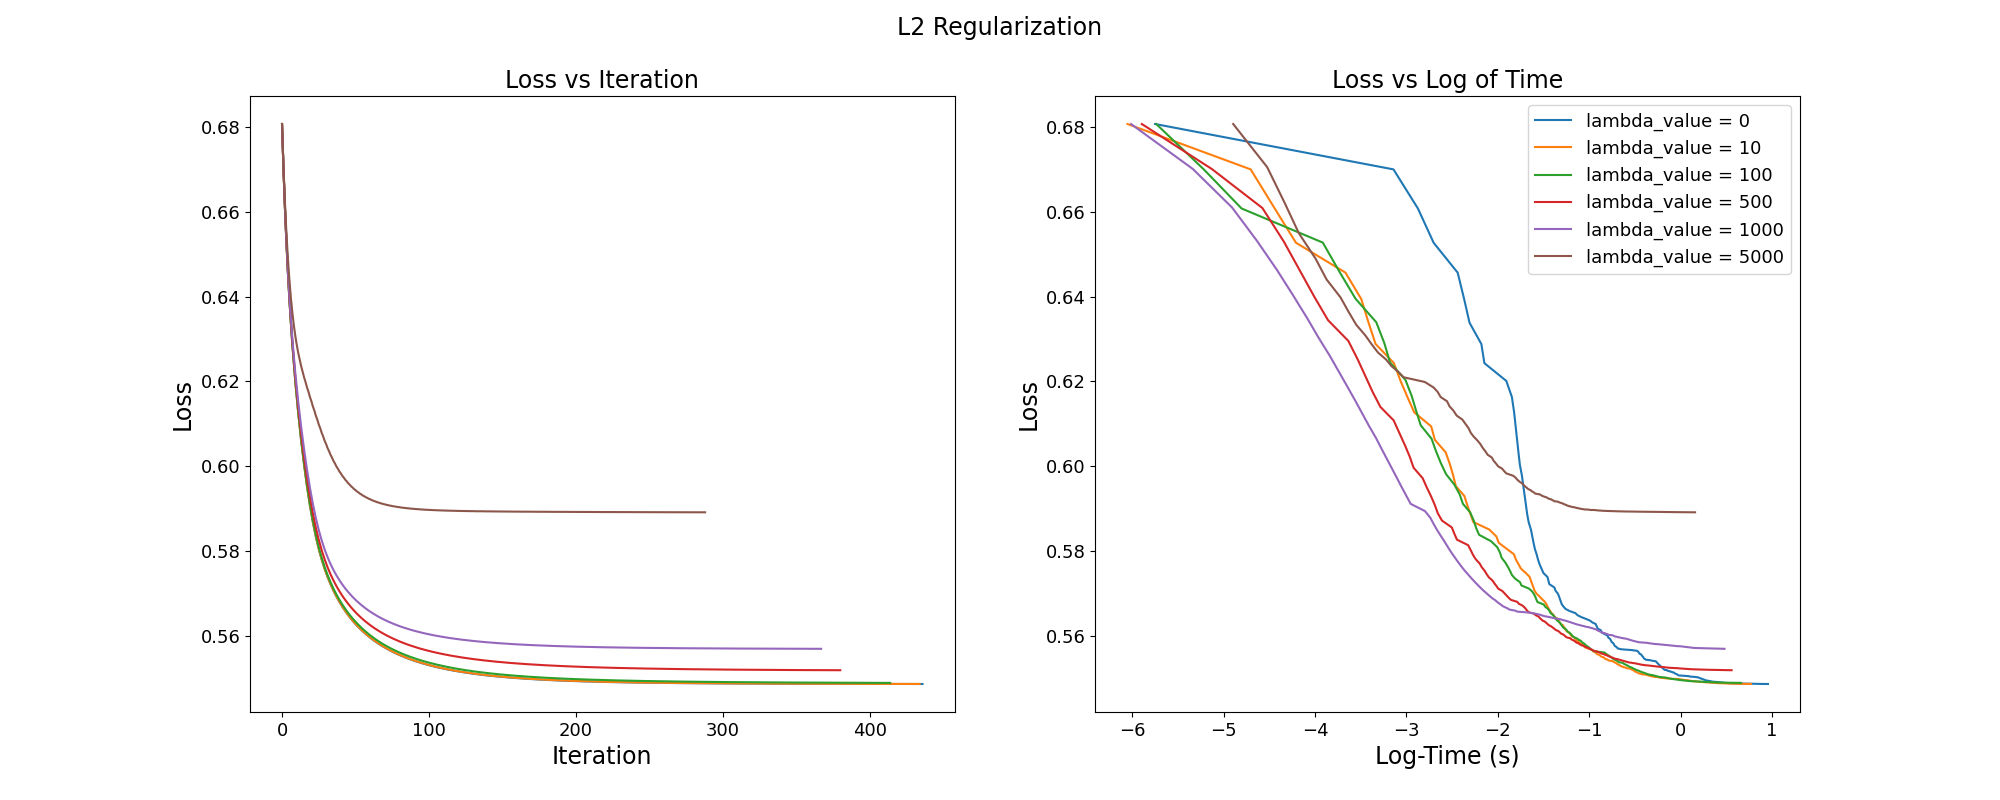 L2 Regularization
Loss vs Iteration
Loss
0.68
0.66
0.64
0.62
0.60
0.58
0.56
0
100
200
300
400
Iteration
Loss vs Log of Time
Loss
0.68
0.66
0.64
0.62
0.60
0.58
0.56
lambda_value = 0
lambda_value = 10
lambda_value = 100
lambda_value = 500
lambda_value = 1000
lambda_value = 5000
−6
−5
−4
−3
−2
−1
0
1
Log-Time (s)